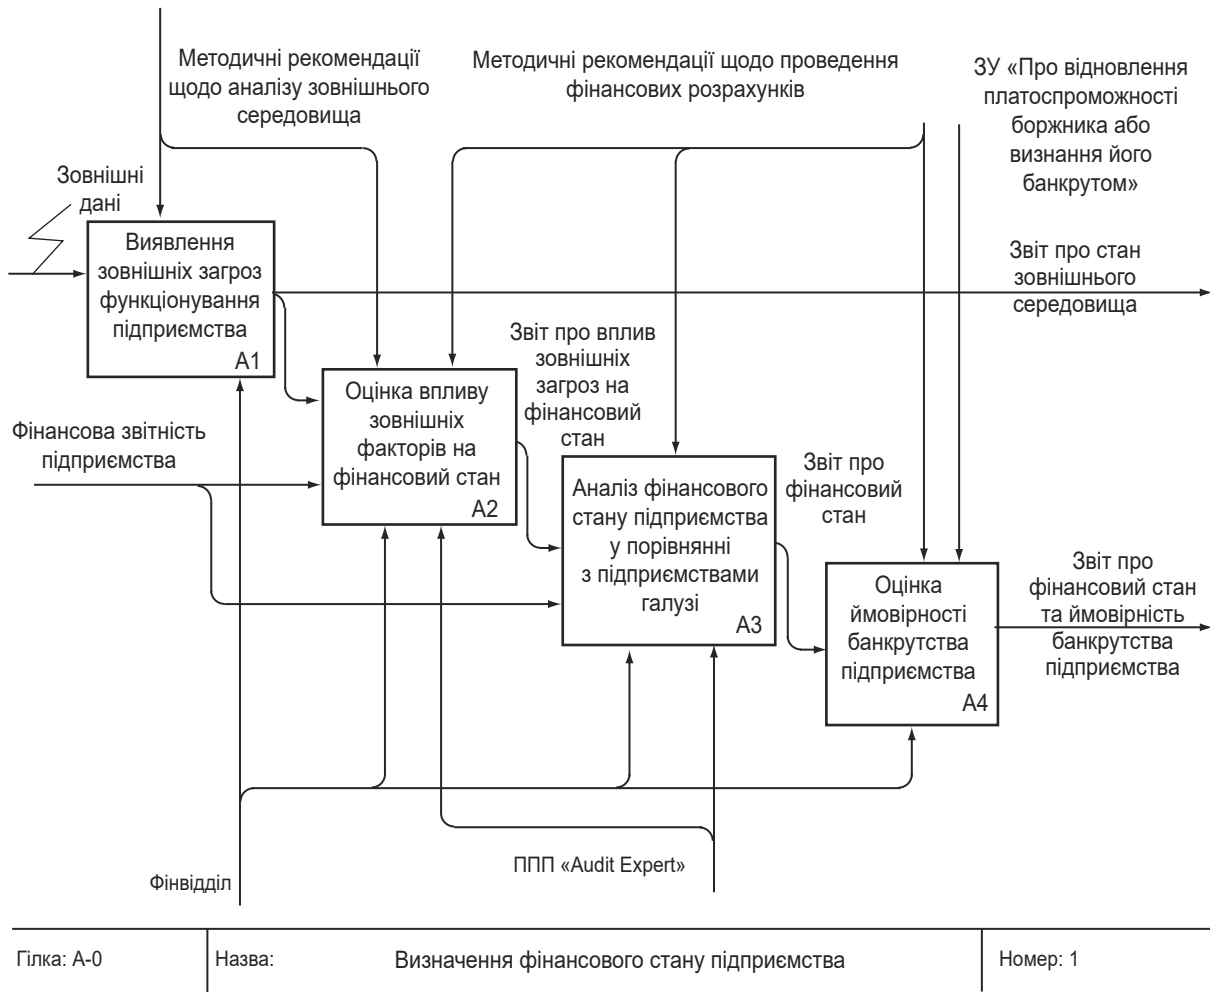 Методичні рекомендації
щодо аналізу зовнішнього
середовища
Методичні рекомендації щодо проведення
фінансових розрахунків
ЗУ «Про відновлення
платоспроможності
боржника або
визнання його
банкрутом»
Зовнішні
дані
Виявлення
зовнішніх загроз
функціонування
підприємства
А1
Звіт про стан
зовнішнього
середовища
Звіт про вплив
зовнішніх
загроз на
фінансовий
стан
Фінансова звітність
підприємства
Оцінка впливу
зовнішніх
факторів на
фінансовий стан
А2
Аналіз фінансового
стану підприємства
у порівнянні
з підприємствами
галузі
А3
Звіт про
фінансовий
стан
Оцінка
ймовірності
банкрутства
підприємства
А4
Звіт про
фінансовий стан
та ймовірність
банкрутства
підприємства
Фінвідділ
ППП «Audit Expert»
Гілка: А-0
Назва:
Визначення фінансового стану підприємства
Номер: 1